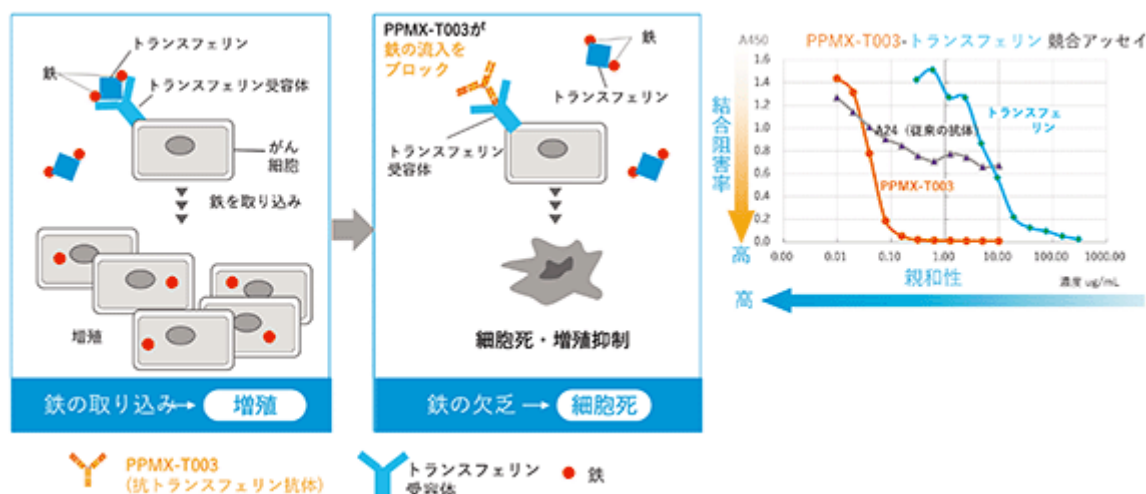 鉄
トランスフェリン
トランスフェリン受容体
がん
細胞
鉄を取り込み
増殖
鉄の取り込み→ 増殖
PPMX-T003が
鉄の流入を
ブロック
鉄
トランスフェリン
トランスフェリン
受容体
細胞死・増殖抑制
鉄の欠乏→ 細胞死
A450
PPMX-T003-トランスフェリン 競合アッセイ
結合阻害率
高
1.6
1.4
1.2
1.0
0.8
0.6
0.4
0.2
0.0
トランスフェ
リン
A24（従来の抗体）
PPMX-T003
0.00
0.01
0.10
1.00
10.00
100.00
1000.00
親和性
濃度 ug/mL
高
PPMX-T003
(抗トランスフェリン抗体)
トランスフェリン
受容体
鉄